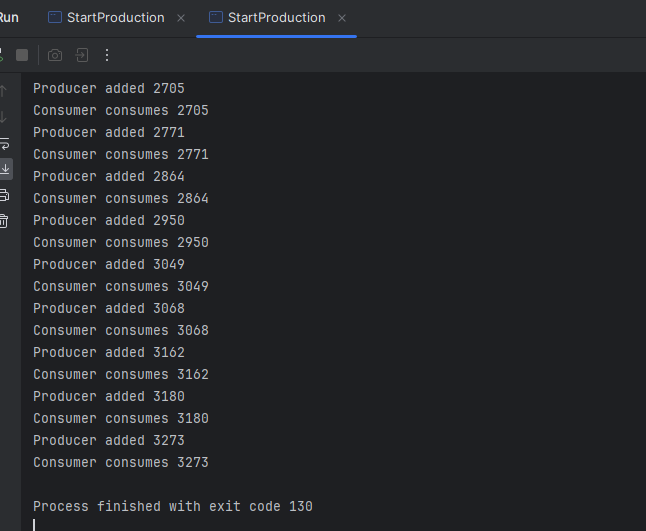 Run
StartProduction
StartProduction
Producer added 2705
Consumer consumes 2705
Producer added 2771
Consumer consumes 2771
Producer added 2864
Consumer consumes 2864
Producer added 2950
Consumer consumes 2950
Producer added 3049
Consumer consumes 3049
Producer added 3068
Consumer consumes 3068
Producer added 3162
Consumer consumes 3162
Producer added 3180
Consumer consumes 3180
Producer added 3273
Consumer consumes 3273
Process finished with exit code 130